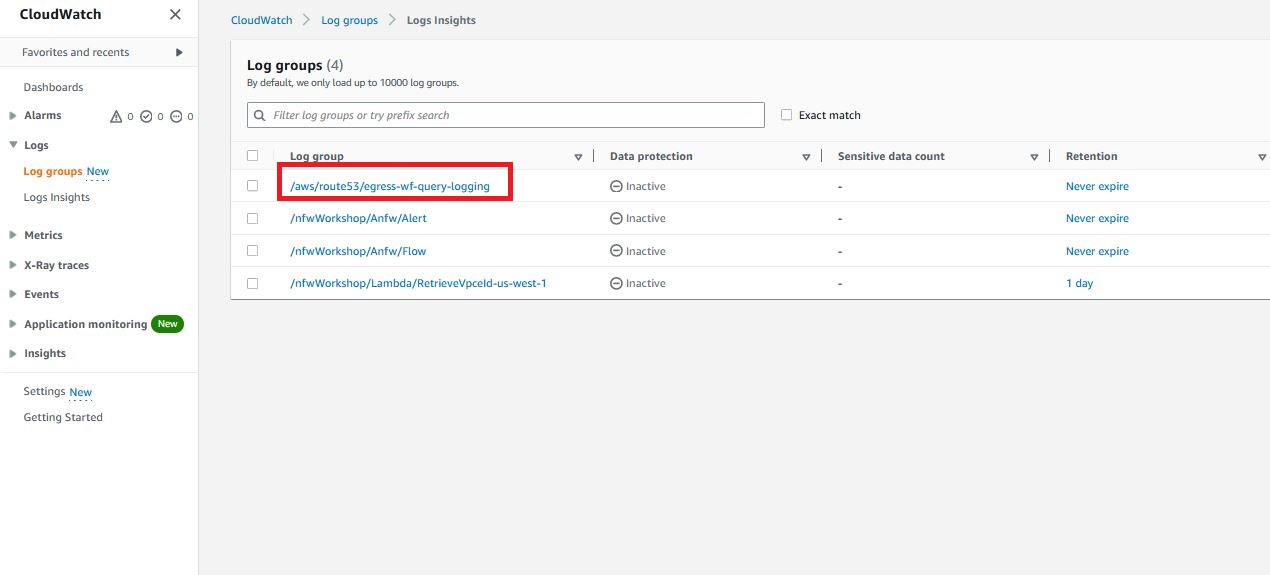 CloudWatch
Favorites and recents
Dashboards
Alarms 0 0 0
Logs
Log groups New
Logs Insights
Metrics
X-Ray traces
Events
Application monitoring New
Insights
Settings New
Getting Started
CloudWatch Log groups Logs Insights
Log groups (4)
By default, we only load up to 10000 log groups.
Filter log groups or try prefix search Exact match
Log group Data protection Sensitive data count Retention
/aws/route53/egress-wf-query-logging Inactive - Never expire
/nfwWorkshop/Anfw/Alert Inactive - Never expire
/nfwWorkshop/Anfw/Flow Inactive - Never expire
/nfwWorkshop/Lambda/RetrieveVpceId-us-west-1 Inactive - 1 day